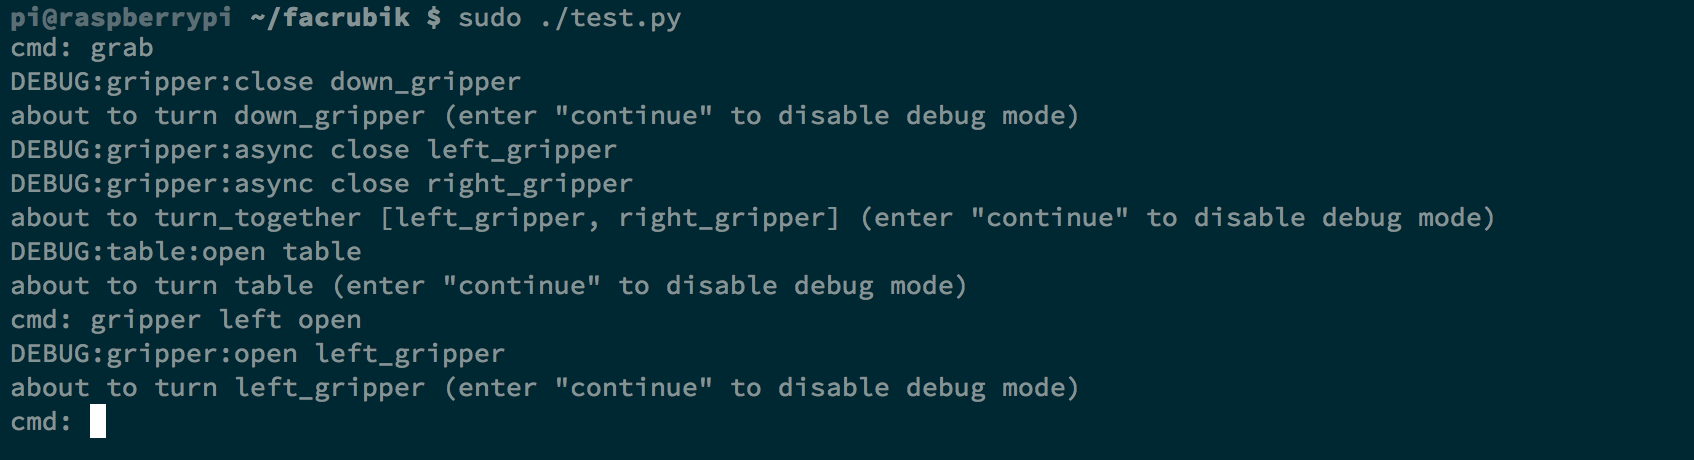 pi@raspberrypi ~/facrubik $ sudo ./test.py
cmd: grab
DEBUG:gripper:close down_gripper
about to turn down_gripper (enter "continue" to disable debug mode)
DEBUG:gripper:async close left_gripper
DEBUG:gripper:async close right_gripper
about to turn_together [left_gripper, right_gripper] (enter "continue" to disable debug mode)
DEBUG:table:open table
about to turn table (enter "continue" to disable debug mode)
cmd: gripper left open
DEBUG:gripper:open left_gripper
about to turn left_gripper (enter "continue" to disable debug mode)
cmd: